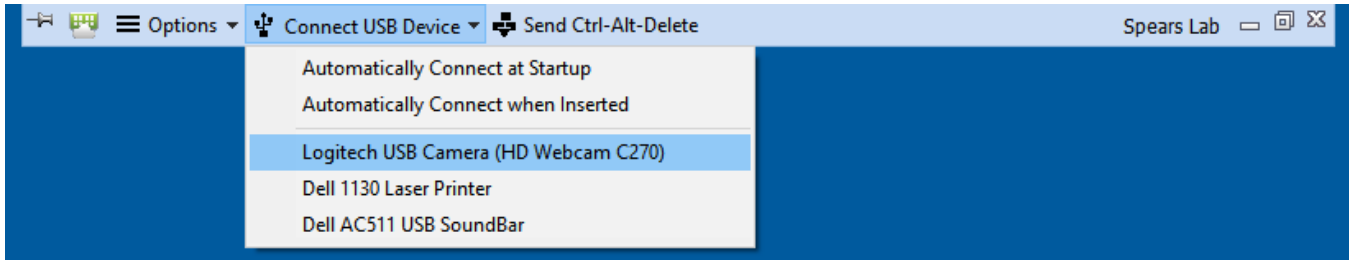 Options Connect USB Device Send Ctrl-Alt-Delete Spears Lab
Automatically Connect at Startup
Automatically Connect when Inserted
Logitech USB Camera (HD Webcam C270)
Dell 1130 Laser Printer
Dell AC511 USB SoundBar